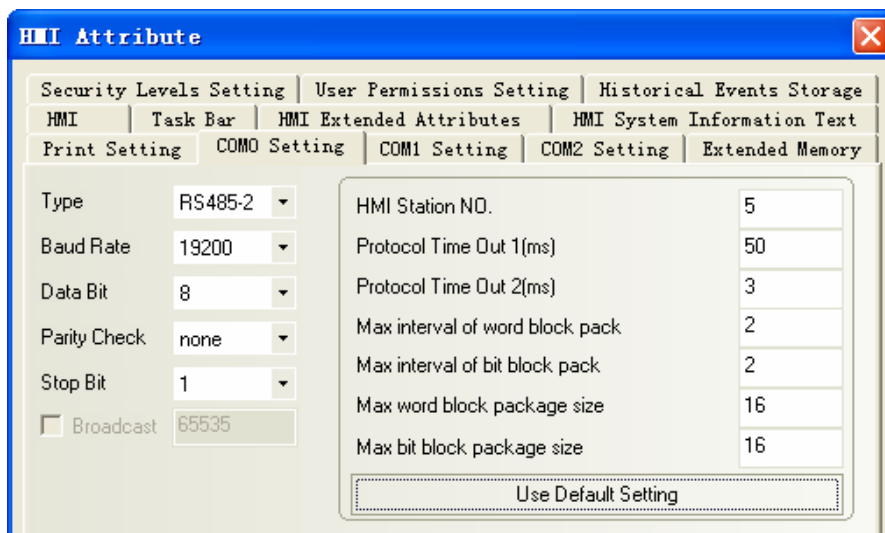 HMI Attribute
Security Levels Setting User Permissions Setting Historical Events Storage
HMI Task Bar HMI Extended Attributes HMI System Information Text
Print Setting COM0 Setting COM1 Setting COM2 Setting Extended Memory
Type RS485-2
Baud Rate 19200
Data Bit 8
Parity Check none
Stop Bit 1
Broadcast 65535
HMI Station NO. 5
Protocol Time Out 1(ms) 50
Protocol Time Out 2(ms) 3
Max interval of word block pack 2
Max interval of bit block pack 2
Max word block package size 16
Max bit block package size 16
Use Default Setting